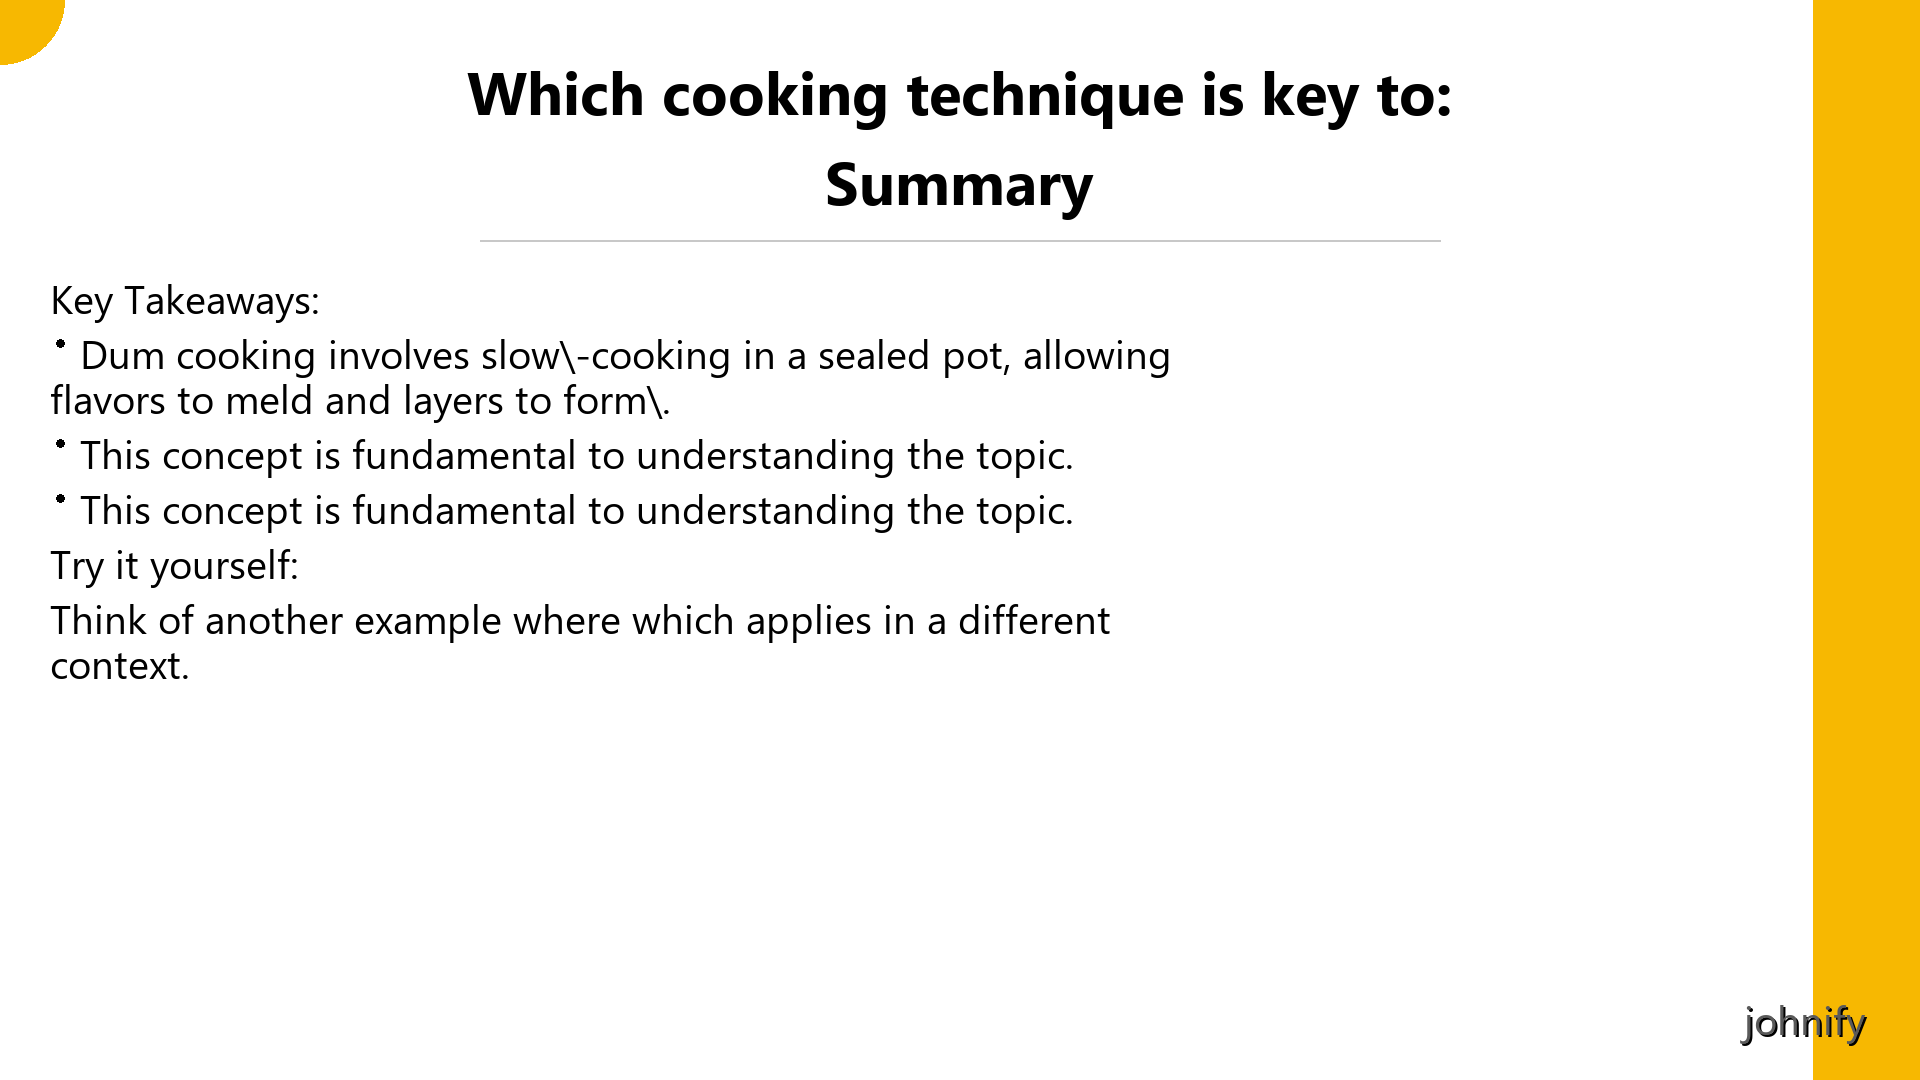 Which cooking technique is key to:
Summary
Key Takeaways:
• Dum cooking involves slow\-cooking in a sealed pot, allowing
flavors to meld and layers to form\.
• This concept is fundamental to understanding the topic.
• This concept is fundamental to understanding the topic.
Try it yourself:
Think of another example where which applies in a different
context.
johnify